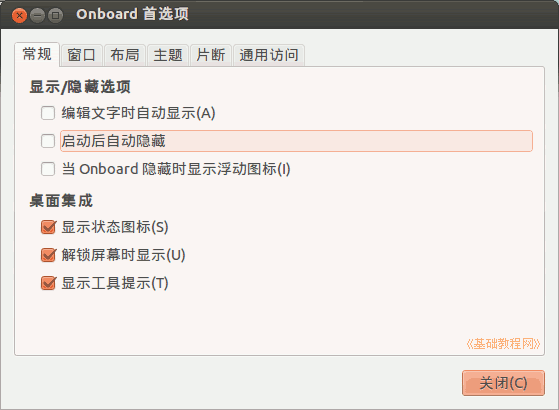 Onboard 首选项
常规 窗口 布局 主题 片断 通用访问
显示/隐藏选项
编辑文字时自动显示(A)
启动后自动隐藏
当 Onboard 隐藏时显示浮动图标(I)
桌面集成
显示状态图标(S)
解锁屏幕时显示(U)
显示工具提示(T)
《基础教程网》
关闭(C)